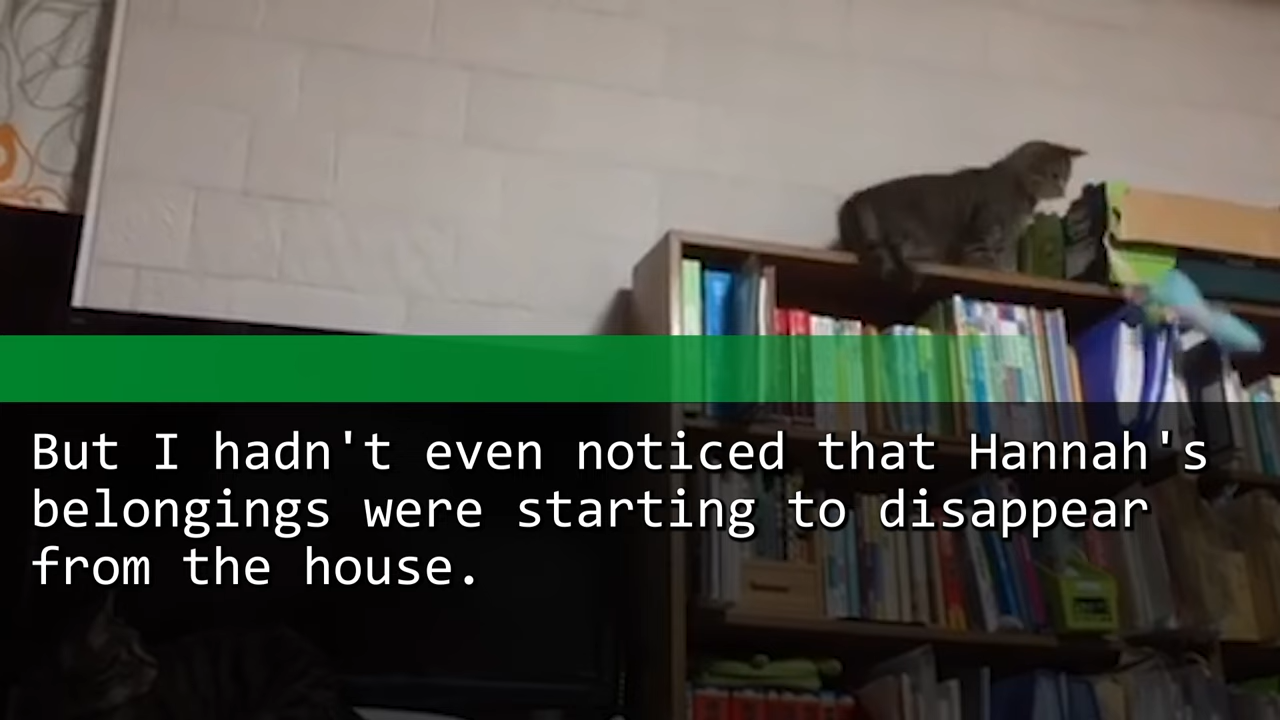 But I hadn't even noticed that Hannah's
belongings were starting to disappear
from the house.